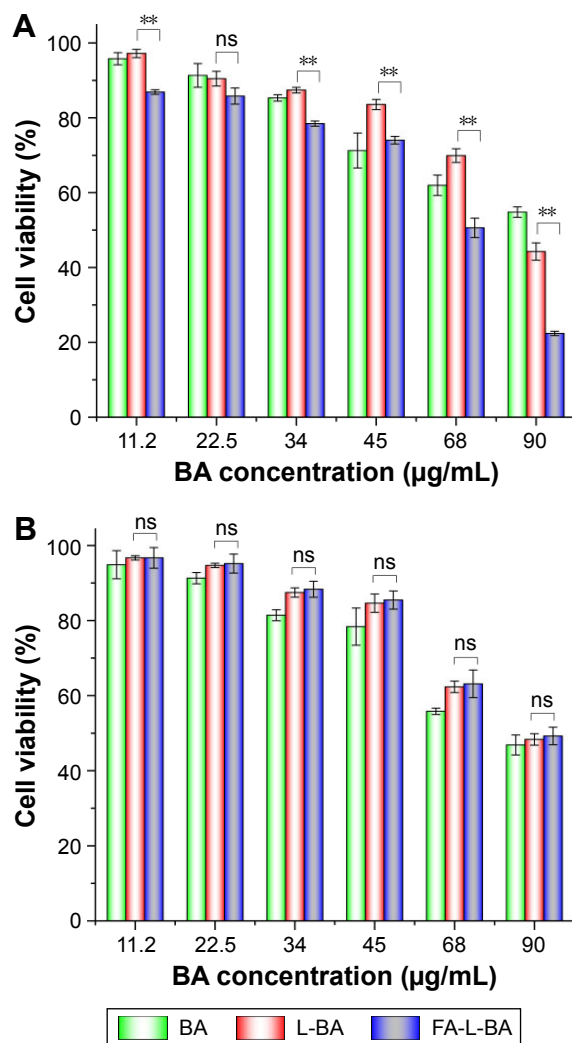 A
Cell viability (%)
100
80
60
40
20
0
** ns ** ** ** **
11.2 22.5 34 45 68 90
BA concentration (µg/mL)
B
Cell viability (%)
100
80
60
40
20
0
ns ns ns ns ns ns
11.2 22.5 34 45 68 90
BA concentration (µg/mL)
BA L-BA FA-L-BA